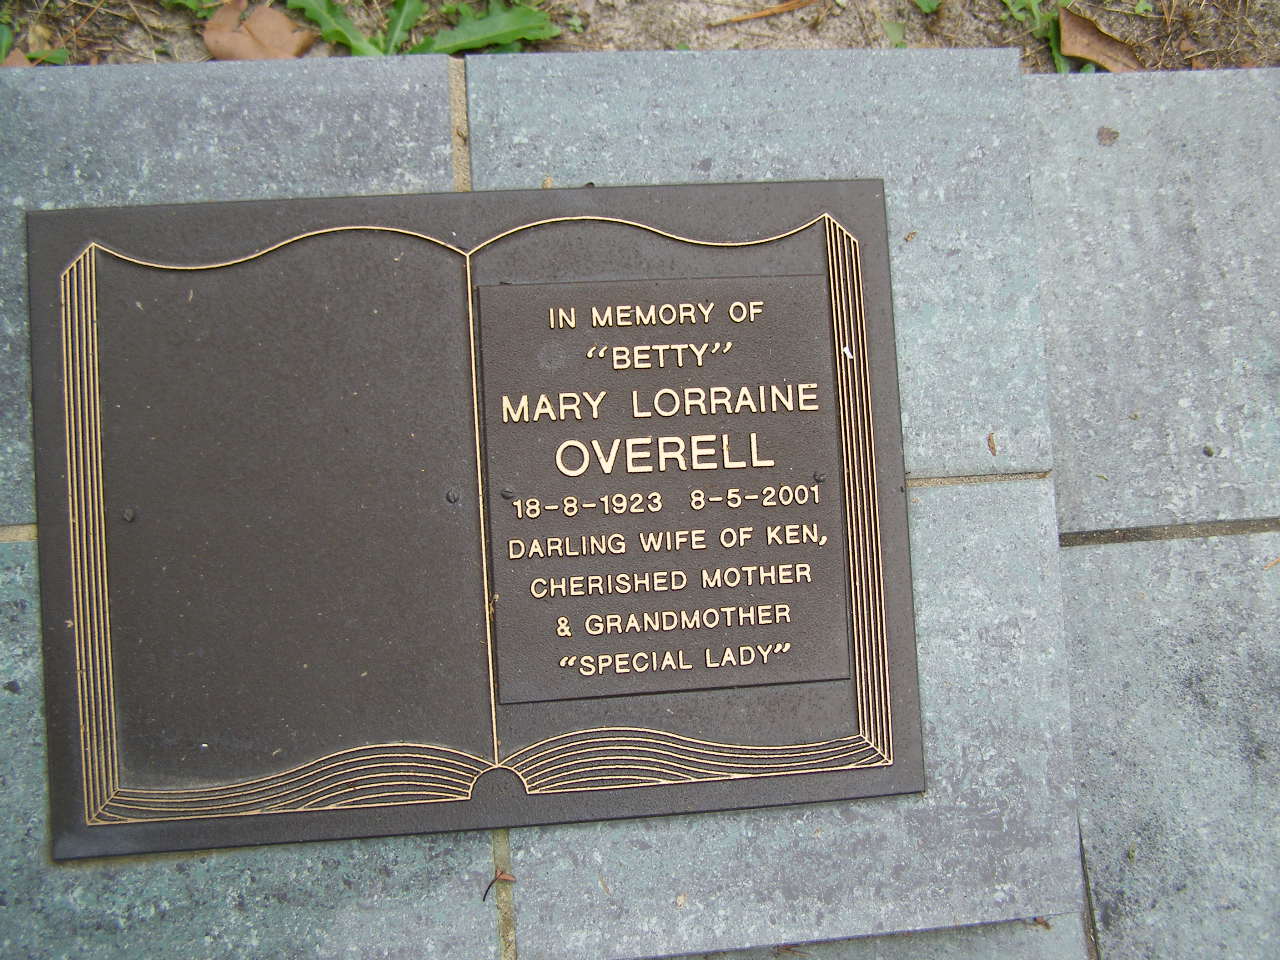 IN MEMORY OF
“BETTY”
MARY LORRAINE
OVERELL
18-8-1923 8-5-2001
DARLING WIFE OF KEN,
CHERISHED MOTHER
& GRANDMOTHER
“SPECIAL LADY”